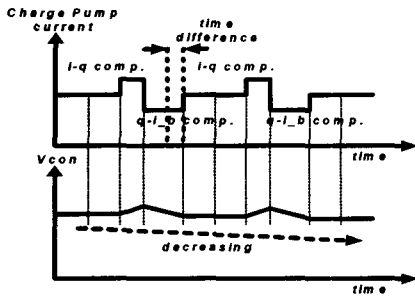 Charge Pump
current
time
difference
i-q comp.
i-q comp.
q-i_b comp.
q-i_b comp.
time
Vcon
decreasing
time